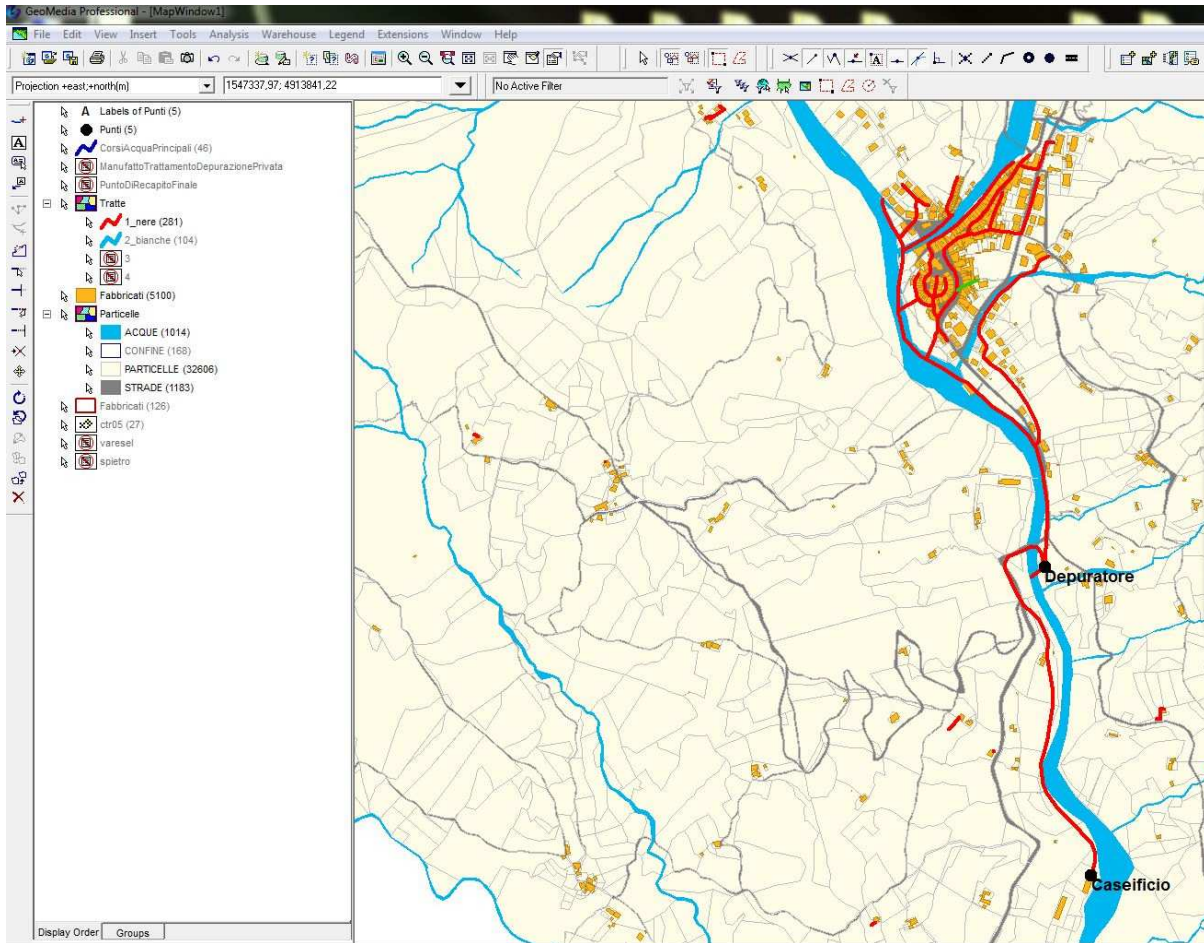 GeoMedia Professional - [MapWindow1]
File Edit View Insert Tools Analysis Warehouse Legend Extensions Window Help
Projection +east;+north(m) 1547337,97; 4913841,22 No Active Filter
A Labels of Punti (5)
Punti (5)
CorsiAcquaPrincipali (46)
ManufattoTrattamentoDepurazionePrivata
PuntoDiRecapitoFinale
Tratte
1_nere (281)
2_bianche (104)
3
4
Fabbricati (5100)
Particelle
ACQUE (1014)
CONFINE (168)
PARTICELLE (32606)
STRADE (1183)
Fabbricati (126)
ctr05 (27)
varesel
spietro
Depuratore
Caseificio
Display Order Groups